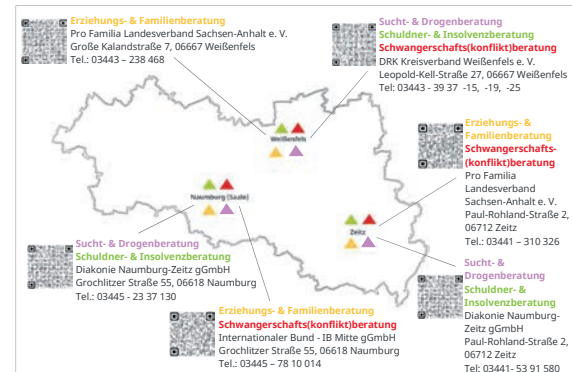 Erziehungs- & Familienberatung
Pro Familia Landesverband Sachsen-Anhalt e. V.
Große Kalandstraße 7, 06667 Weißenfels
Tel.: 03443 – 238 468
Sucht- & Drogenberatung
Schuldner- & Insolvenzberatung
Schwangerschafts(konflikt)beratung
DRK Kreisverband Weißenfels e. V.
Leopold-Kell-Straße 27, 06667 Weißenfels
Tel: 03443 - 39 37 -15, -19, -25
Weißenfels
Erziehungs- &
Familienberatung
Schwangerschafts-
(konflikt)beratung
Pro Familia
Landesverband
Sachsen-Anhalt e. V.
Paul-Rohland-Straße 2,
06712 Zeitz
Tel.: 03441 – 310 326
Naumburg (Saale)
Zeitz
Sucht- & Drogenberatung
Schuldner- & Insolvenzberatung
Diakonie Naumburg-Zeitz gGmbH
Grochlitzer Straße 55, 06618 Naumburg
Tel.: 03445 - 23 37 130
Sucht- &
Drogenberatung
Schuldner- &
Insolvenzberatung
Diakonie Naumburg-
Zeitz gGmbH
Paul-Rohland-Straße 2,
06712 Zeitz
Tel: 03441- 53 91 580
Erziehungs- & Familienberatung
Schwangerschafts(konflikt)beratung
Internationaler Bund - IB Mitte gGmbH
Grochlitzer Straße 55, 06618 Naumburg
Tel.: 03445 – 78 10 014